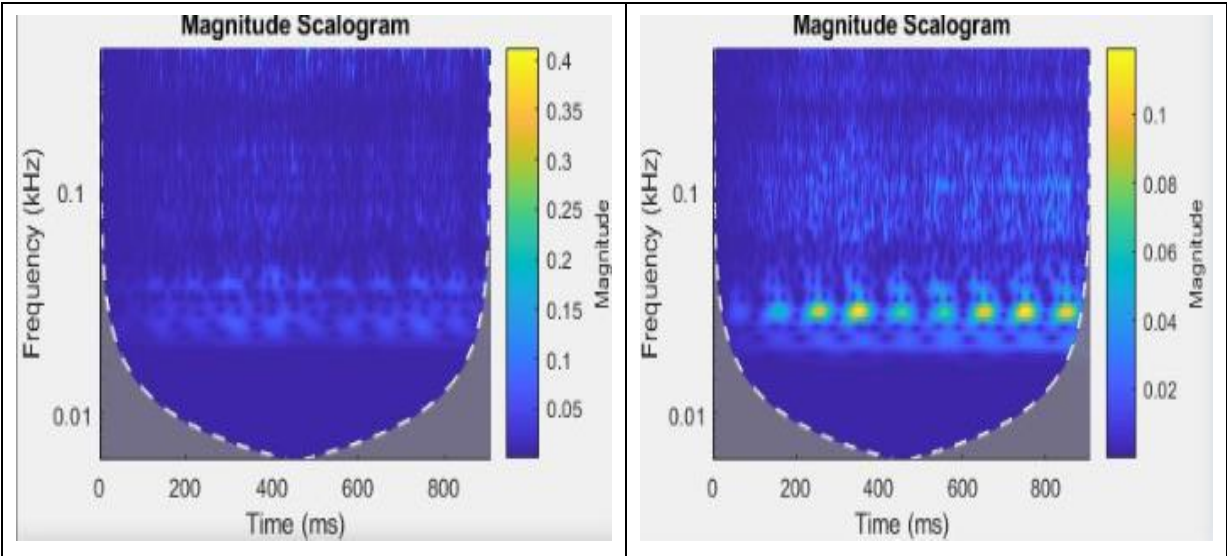 Magnitude Scalogram
Frequency (kHz)
0.1
0.01
0 200 400 600 800
Time (ms)
0.4
0.35
0.3
0.25
0.2
0.15
0.1
0.05
Magnitude
Magnitude Scalogram
Frequency (kHz)
0.1
0.01
0 200 400 600 800
Time (ms)
0.1
0.08
0.06
0.04
0.02
Magnitude